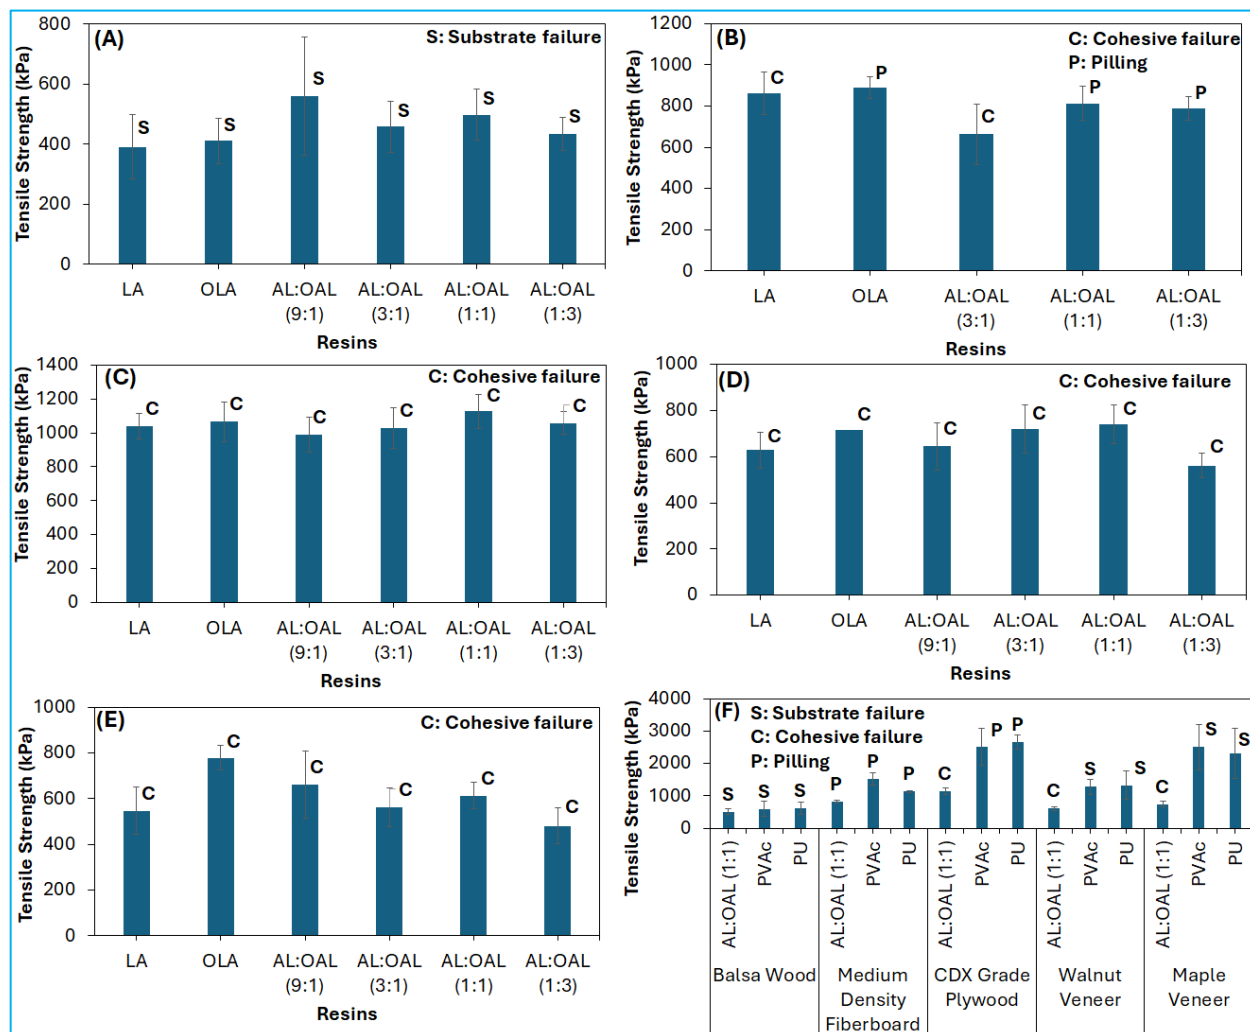 (A)
S: Substrate failure
Tensile Strength (kPa)
800
600
400
200
0
S
S
S
S
S
S
LA
OLA
AL:OAL
(9:1)
AL:OAL
(3:1)
AL:OAL
(1:1)
AL:OAL
(1:3)
Resins
(B)
C: Cohesive failure
P: Pilling
Tensile Strength (kPa)
1200
1000
800
600
400
200
0
C
P
C
P
P
LA
OLA
AL:OAL
(3:1)
AL:OAL
(1:1)
AL:OAL
(1:3)
Resins
(C)
C: Cohesive failure
Tensile Strength (kPa)
1400
1200
1000
800
600
400
200
0
C
C
C
C
C
C
LA
OLA
AL:OAL
(9:1)
AL:OAL
(3:1)
AL:OAL
(1:1)
AL:OAL
(1:3)
Resins
(D)
C: Cohesive failure
Tensile Strength (kPa)
1000
800
600
400
200
0
C
C
C
C
C
C
LA
OLA
AL:OAL
(9:1)
AL:OAL
(3:1)
AL:OAL
(1:1)
AL:OAL
(1:3)
Resins
(E)
C: Cohesive failure
Tensile Strength (kPa)
1000
800
600
400
200
0
C
C
C
C
C
C
LA
OLA
AL:OAL
(9:1)
AL:OAL
(3:1)
AL:OAL
(1:1)
AL:OAL
(1:3)
Resins
(F)
S: Substrate failure
C: Cohesive failure
P: Pilling
Tensile Strength (kPa)
4000
3000
2000
1000
0
S
S
S
P
P
P
C
P
P
C
S
S
C
S
S
AL:OAL (1:1)
PVAc
PU
AL:OAL (1:1)
PVAc
PU
AL:OAL (1:1)
PVAc
PU
AL:OAL (1:1)
PVAc
PU
AL:OAL (1:1)
PVAc
PU
Balsa Wood
Medium
Density
Fiberboard
CDX Grade
Plywood
Walnut
Veneer
Maple
Veneer